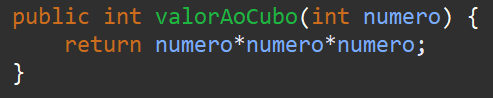 public int valorAoCubo(int numero) {
    return numero*numero*numero;
}